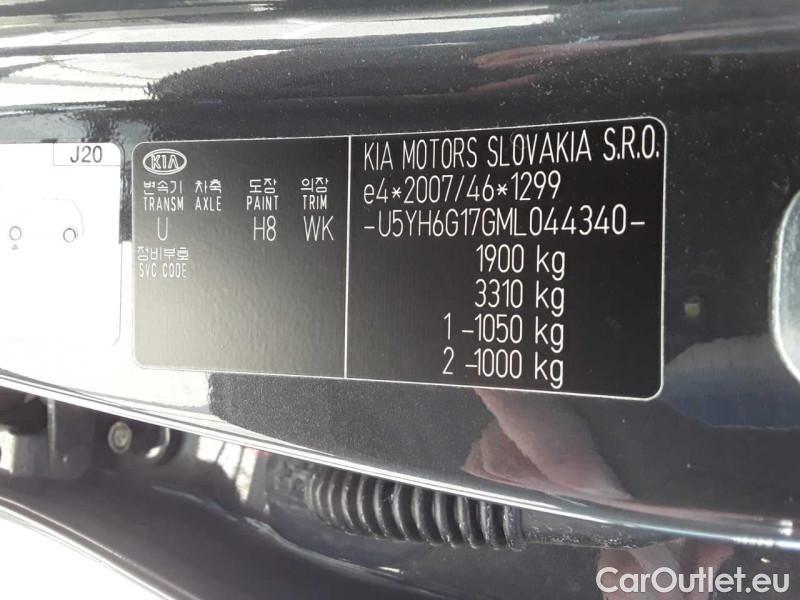 J20
KIA
변속기 차축 도장 의장
TRANSM AXLE PAINT TRIM
U H8 WK
정비부호
SVC CODE
KIA MOTORS SLOVAKIA S.R.O.
e4*2007/46*1299
-U5YH6G17GML044340-
1900 kg
3310 kg
1 -1050 kg
2 -1000 kg
CarOutlet.eu